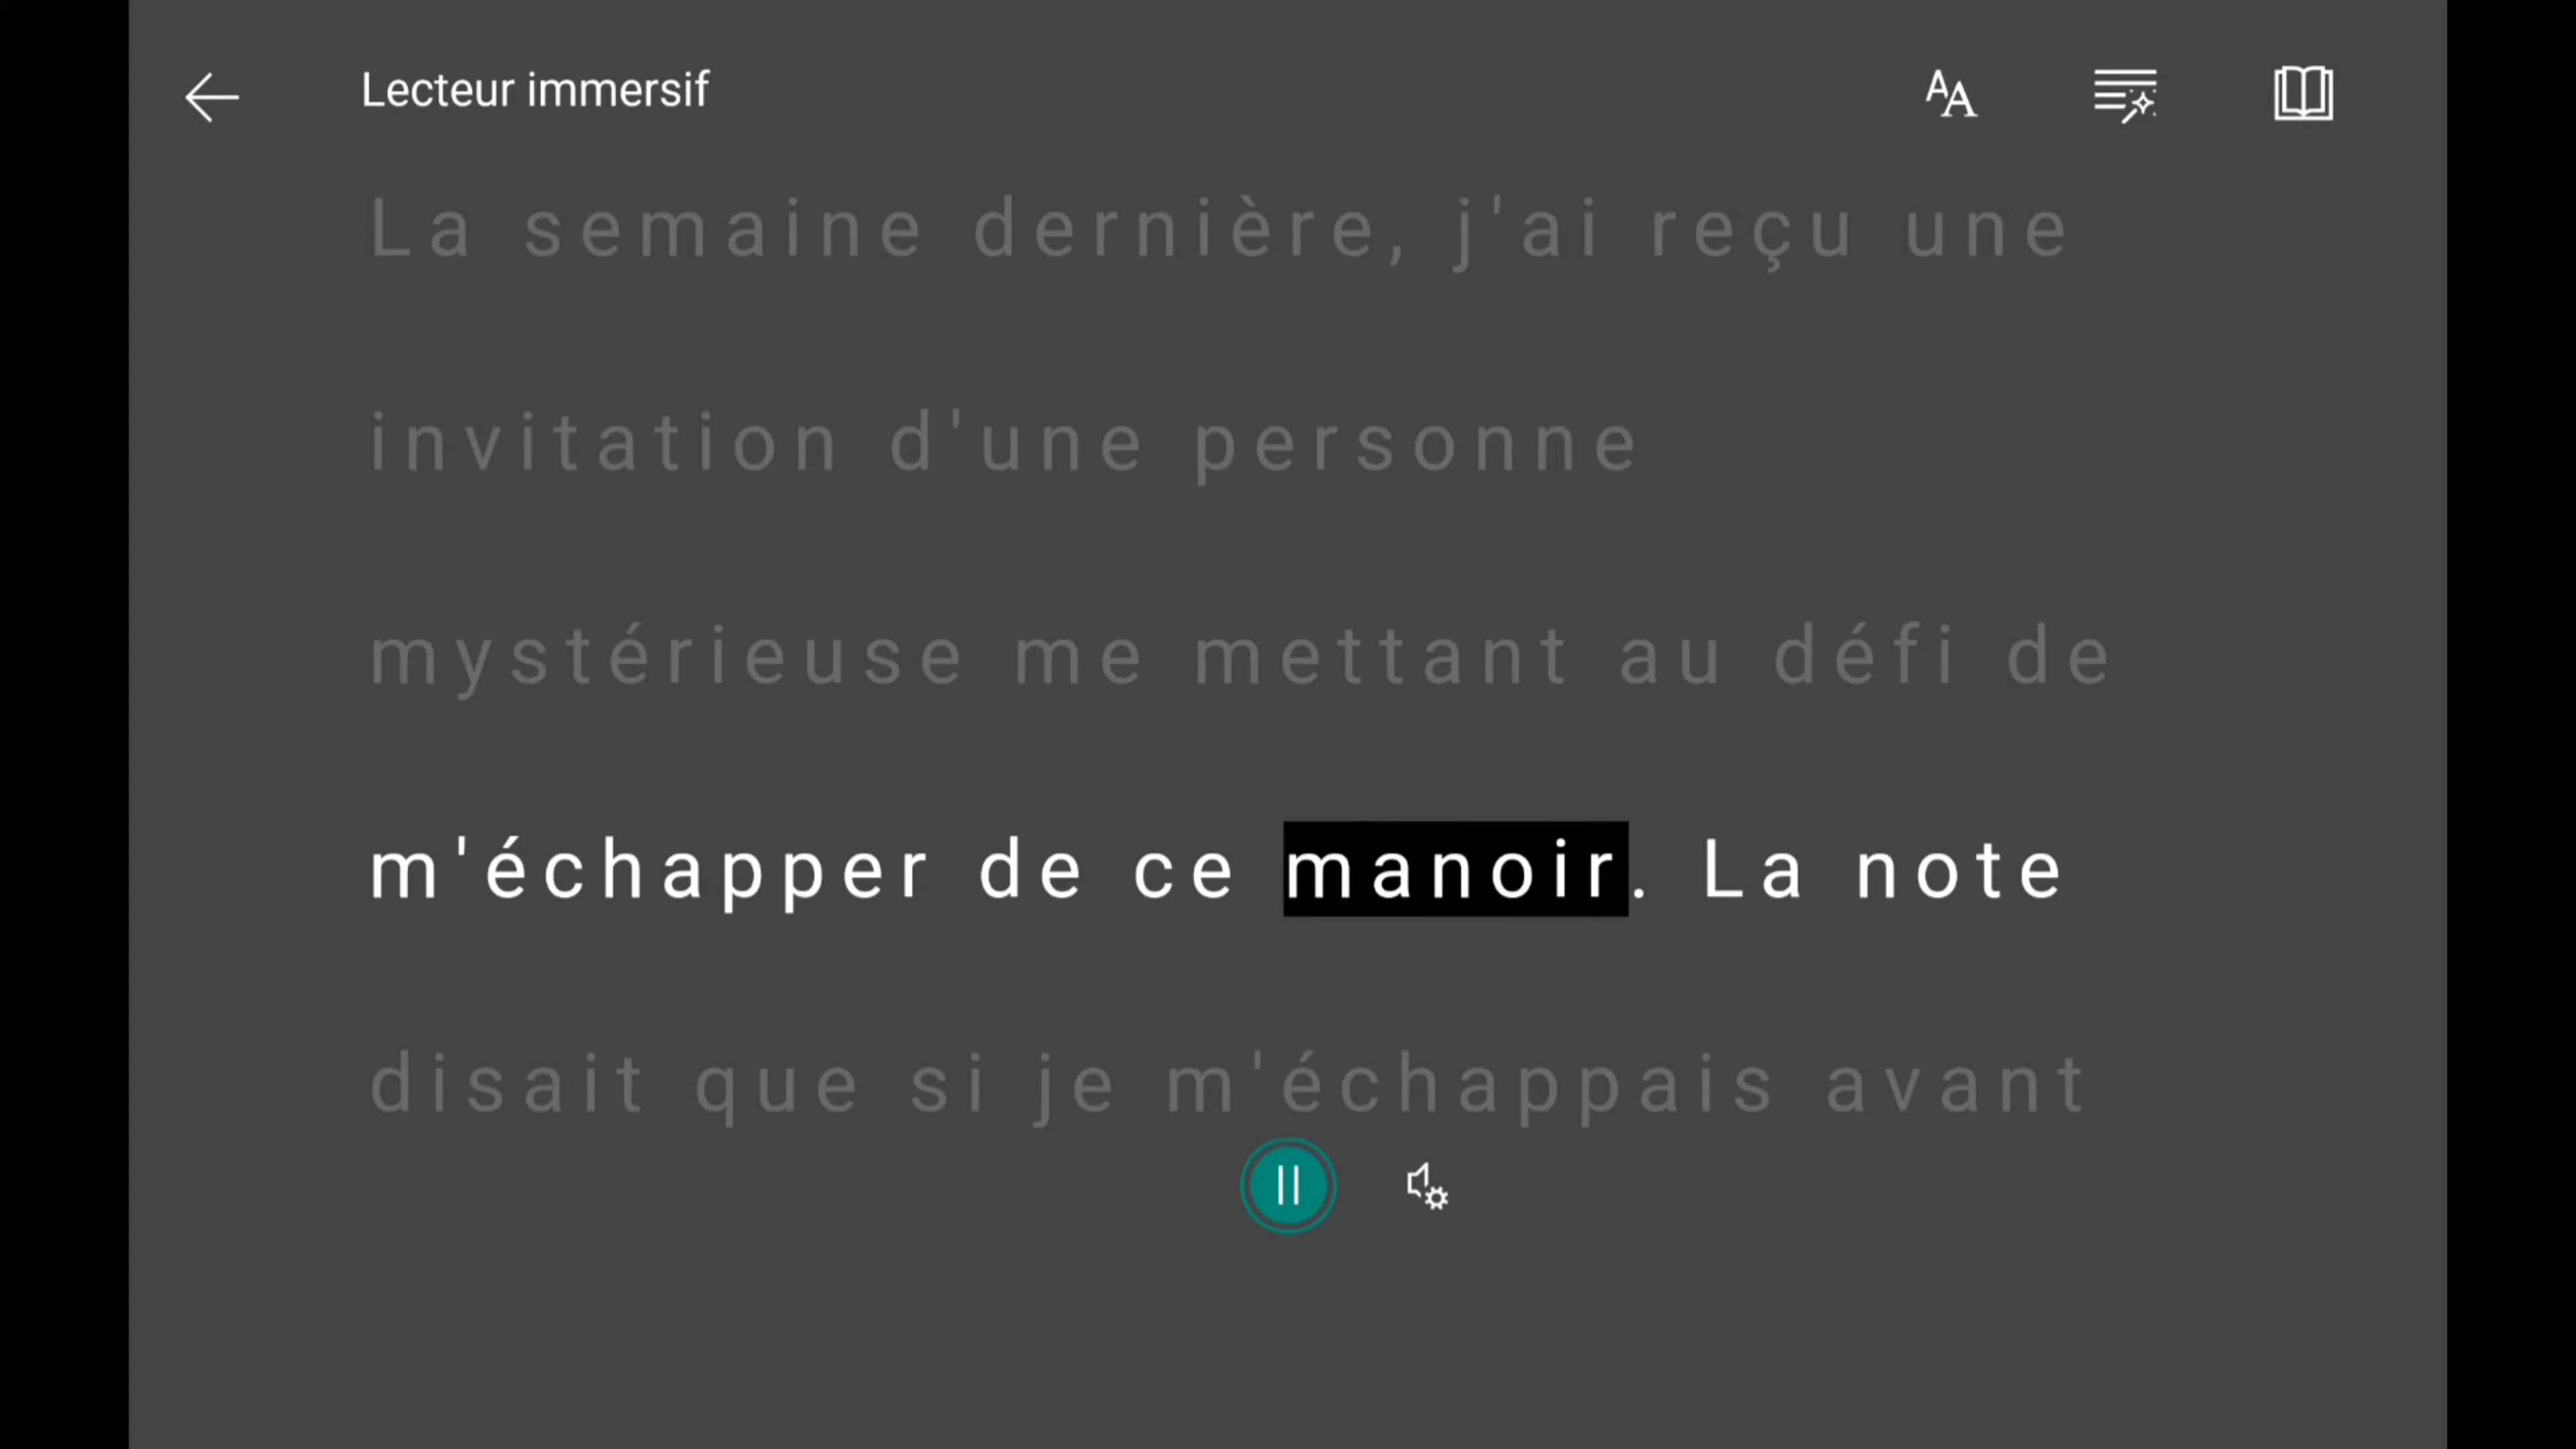 Lecteur immersif
La semaine dernière, j'ai reçu une
invitation d'une personne
mystérieuse me mettant au défi de
m'échapper de ce manoir. La note
disait que si je m'échappais avant